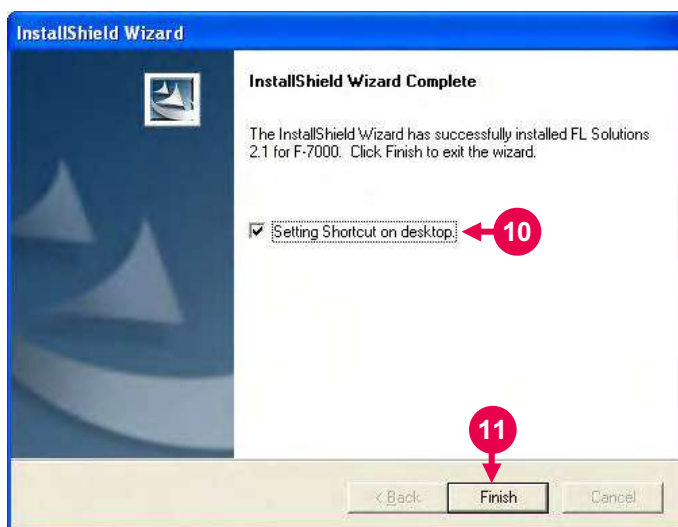 InstallShield Wizard
InstallShield Wizard Complete
The InstallShield Wizard has successfully installed FL Solutions
2.1 for F-7000. Click Finish to exit the wizard.
Setting Shortcut on desktop.
10
11
< Back
Finish
Cancel